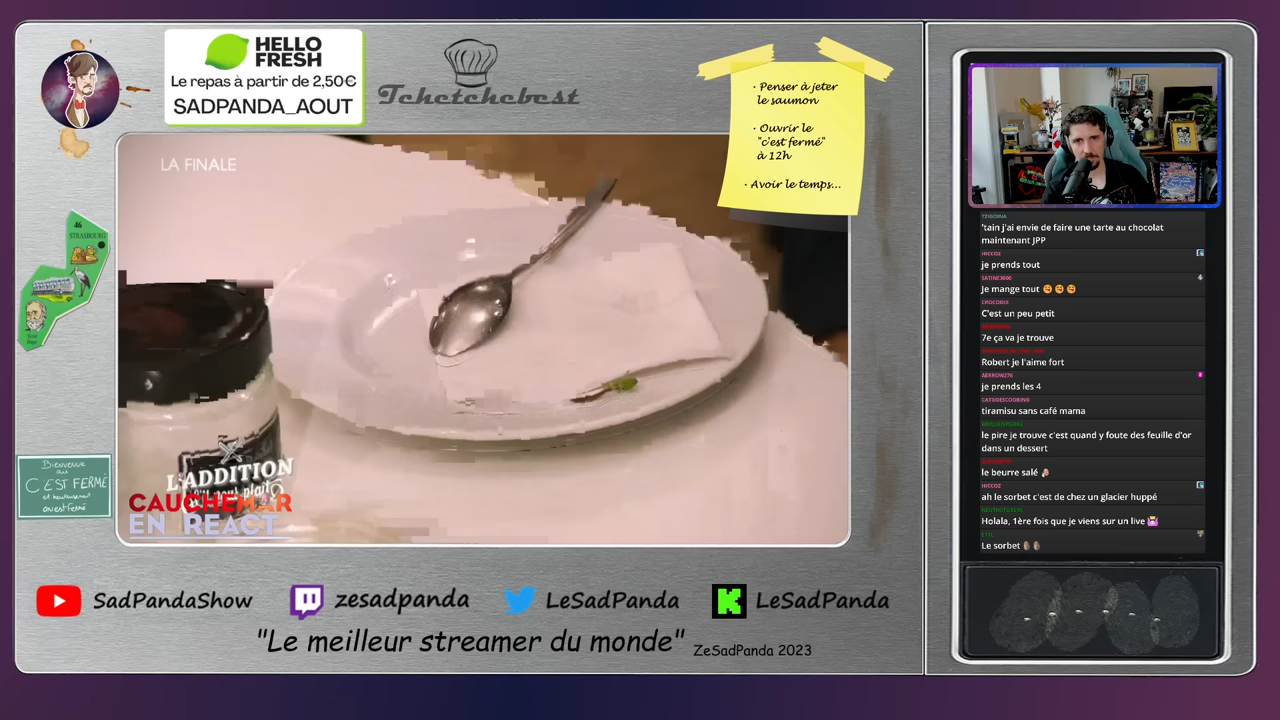 HELLO
FRESH
Le repas à partir de 2,50€
SADPANDA_AOUT
Tchetchebest
· Penser à jeter
le saumon
· Ouvrir le
"c'est fermé"
à 12h
· Avoir le temps...
LA FINALE
46
STRASBOURG
Bienvenue
au
C'EST FERMÉ
L'ADDITION
s'il vous plaît
CAUCHEMAR
EN REACT
'tain j'ai envie de faire une tarte au chocolat
maintenant JPP
HICCO2
je prends tout
Je mange tout
C'est un peu petit
7e ça va je trouve
Robert je l'aime fort
je prends les 4
tiramisu sans café mama
le pire je trouve c'est quand y foute des feuille d'or
dans un dessert
le beurre salé
HICCO2
ah le sorbet c'est de chez un glacier huppé
Holala, 1ère fois que je viens sur un live
Le sorbet
SadPandaShow
zesadpanda
LeSadPanda
LeSadPanda
"Le meilleur streamer du monde"
ZeSadPanda 2023